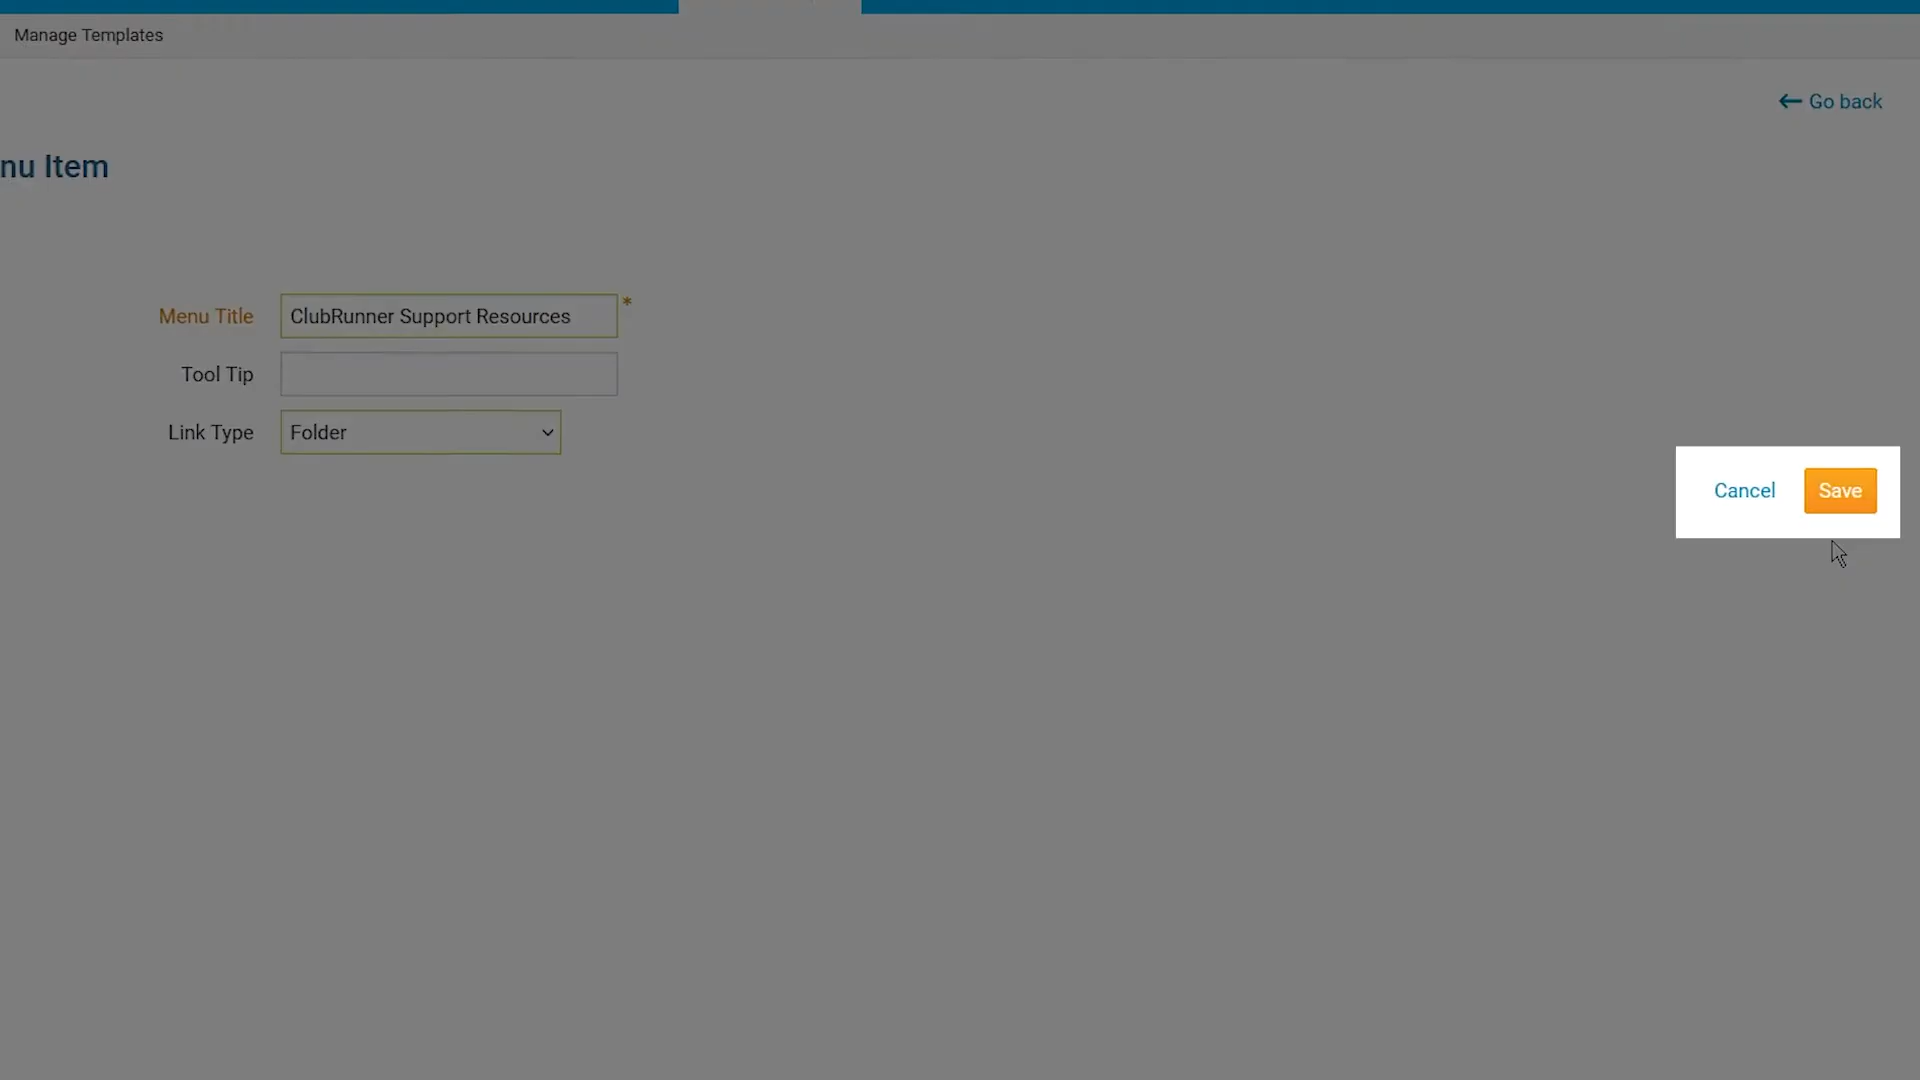 Manage Templates
Go back
nu Item
Menu Title
ClubRunner Support Resources
*
Tool Tip
Link Type
Folder
Cancel
Save